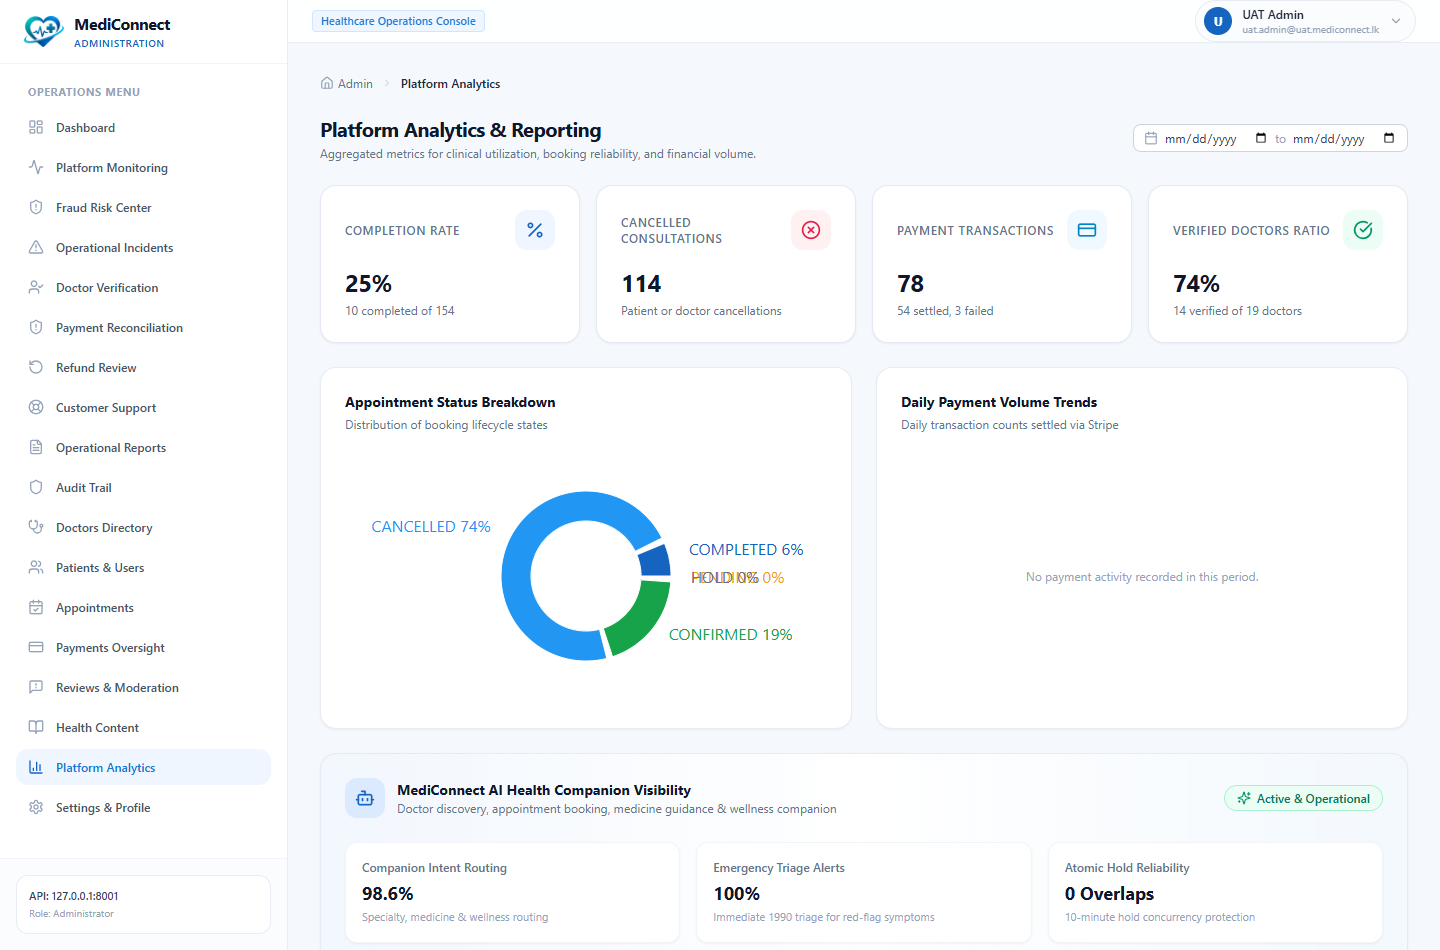 MediConnect
ADMINISTRATION
OPERATIONS MENU
Dashboard
Platform Monitoring
Fraud Risk Center
Operational Incidents
Doctor Verification
Payment Reconciliation
Refund Review
Customer Support
Operational Reports
Audit Trail
Doctors Directory
Patients & Users
Appointments
Payments Oversight
Reviews & Moderation
Health Content
Platform Analytics
Settings & Profile
API: 127.0.0.1:8001
Role: Administrator
Healthcare Operations Console
U
UAT Admin
uat.admin@uat.mediconnect.lk
Admin
Platform Analytics
Platform Analytics & Reporting
Aggregated metrics for clinical utilization, booking reliability, and financial volume.
mm/dd/yyyy to mm/dd/yyyy
COMPLETION RATE
25%
10 completed of 154
CANCELLED
CONSULTATIONS
114
Patient or doctor cancellations
PAYMENT TRANSACTIONS
78
54 settled, 3 failed
VERIFIED DOCTORS RATIO
74%
14 verified of 19 doctors
Appointment Status Breakdown
Distribution of booking lifecycle states
CANCELLED 74%
COMPLETED 6%
HOLD 0%
PENDING 0%
CONFIRMED 19%
Daily Payment Volume Trends
Daily transaction counts settled via Stripe
No payment activity recorded in this period.
MediConnect AI Health Companion Visibility
Doctor discovery, appointment booking, medicine guidance & wellness companion
Active & Operational
Companion Intent Routing
98.6%
Specialty, medicine & wellness routing
Emergency Triage Alerts
100%
Immediate 1990 triage for red-flag symptoms
Atomic Hold Reliability
0 Overlaps
10-minute hold concurrency protection